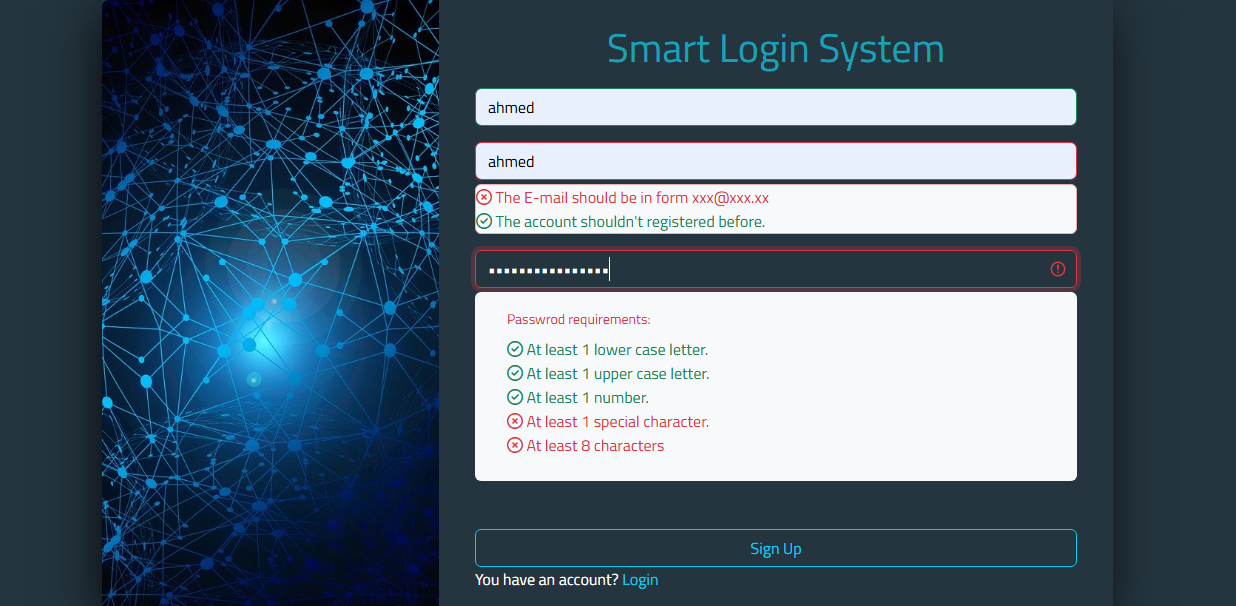 Smart Login System
ahmed
ahmed
The E-mail should be in form xxx@xxx.xx
The account shouldn't registered before.
Passwrod requirements:
At least 1 lower case letter.
At least 1 upper case letter.
At least 1 number.
At least 1 special character.
At least 8 characters
Sign Up
You have an account? Login